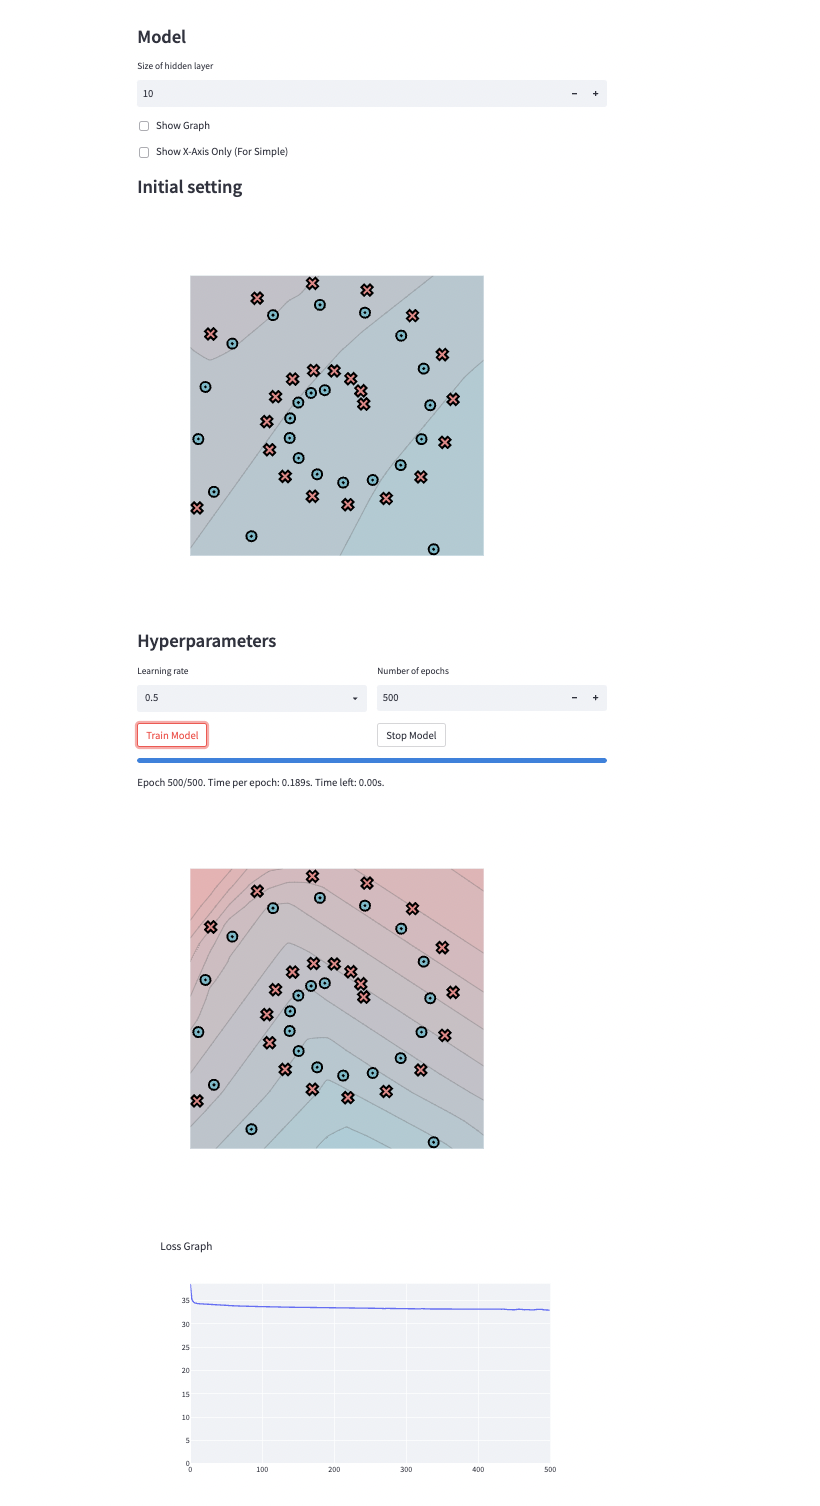 Model
Size of hidden layer
10 − +
Show Graph
Show X-Axis Only (For Simple)
Initial setting
Hyperparameters
Learning rate Number of epochs
0.5 500 − +
Train Model Stop Model
Epoch 500/500. Time per epoch: 0.189s. Time left: 0.00s.
Loss Graph
35
30
25
20
15
10
5
0
0 100 200 300 400 500